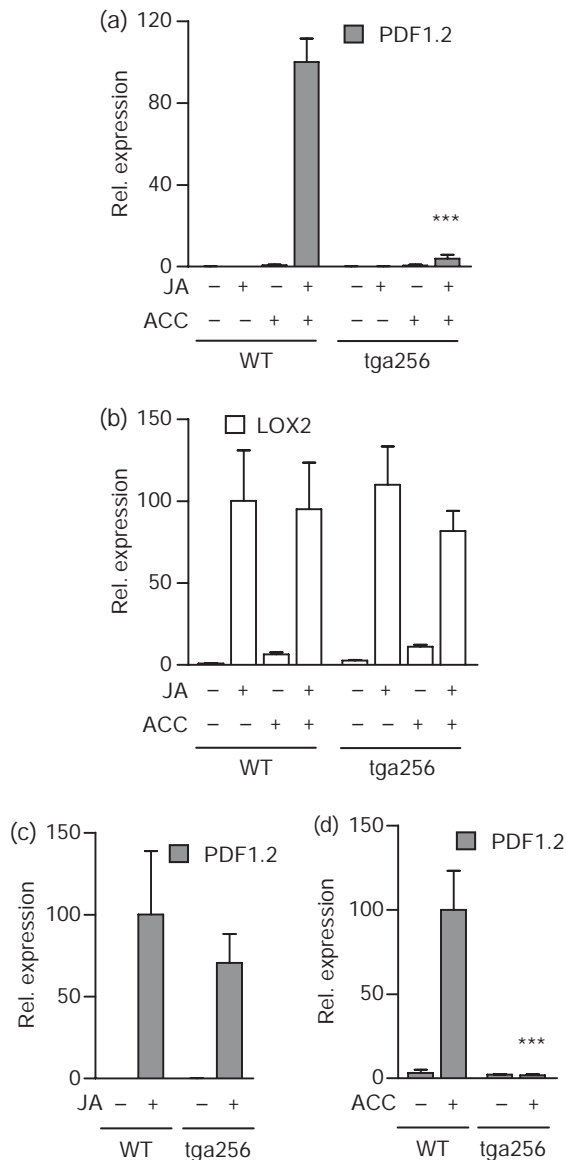 (a)
PDF1.2
Rel. expression
120
80
40
0
***
JA – + – + – + – +
ACC – – + + – – + +
WT tga256
(b)
LOX2
Rel. expression
150
100
50
0
JA – + – + – + – +
ACC – – + + – – + +
WT tga256
(c)
PDF1.2
Rel. expression
150
100
50
0
JA – + – +
WT tga256
(d)
PDF1.2
Rel. expression
150
100
50
0
***
ACC – + – +
WT tga256